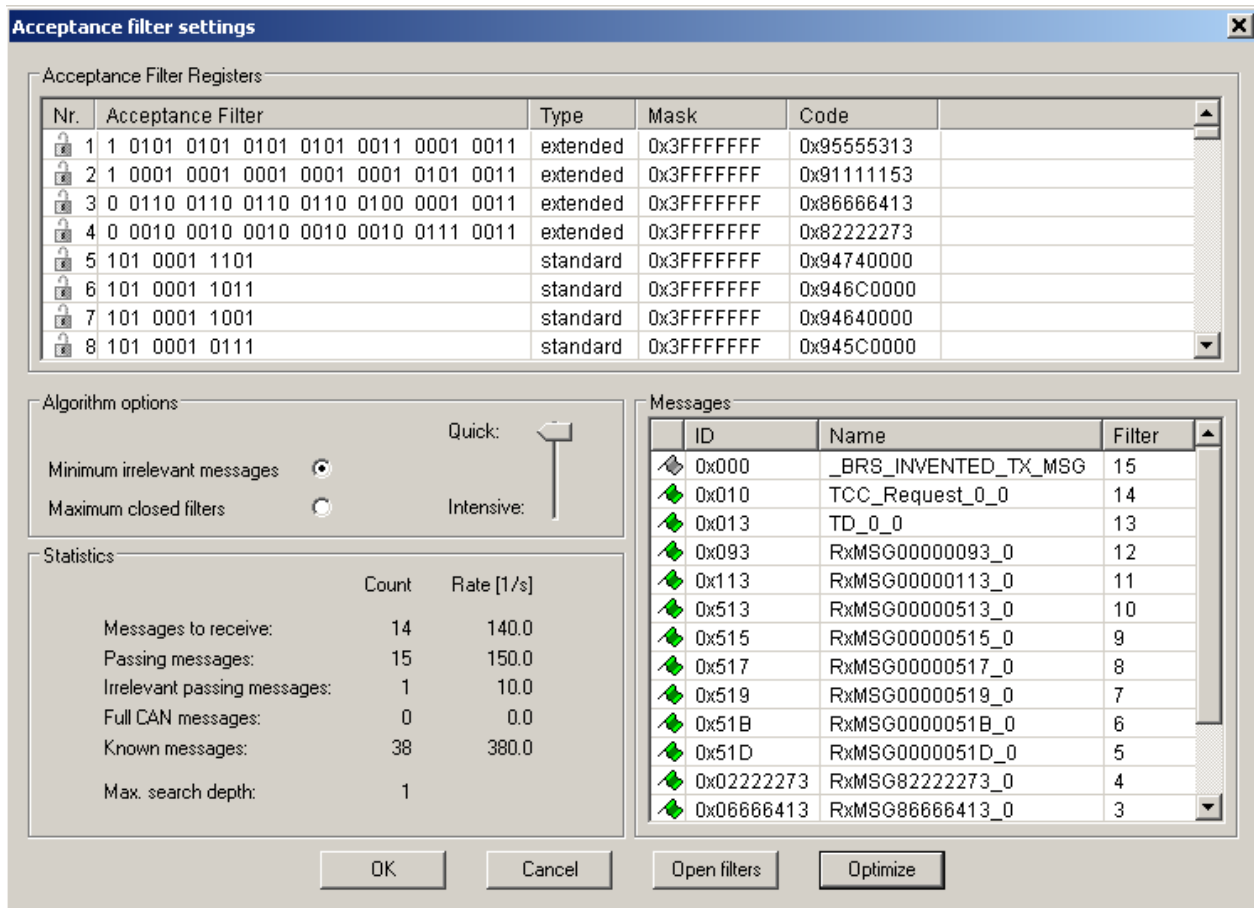 Acceptance filter settings
Acceptance Filter Registers
Nr. Acceptance Filter Type Mask Code
1 1 0101 0101 0101 0101 0011 0001 0011 extended 0x3FFFFFFF 0x95555313
2 1 0001 0001 0001 0001 0001 0101 0011 extended 0x3FFFFFFF 0x91111153
3 0 0110 0110 0110 0110 0100 0001 0011 extended 0x3FFFFFFF 0x86666413
4 0 0010 0010 0010 0010 0010 0111 0011 extended 0x3FFFFFFF 0x82222273
5 101 0001 1101 standard 0x3FFFFFFF 0x94740000
6 101 0001 1011 standard 0x3FFFFFFF 0x946C0000
7 101 0001 1001 standard 0x3FFFFFFF 0x94640000
8 101 0001 0111 standard 0x3FFFFFFF 0x945C0000
Algorithm options
Quick:
Minimum irrelevant messages
Maximum closed filters
Intensive:
Statistics
Count Rate [1/s]
Messages to receive: 14 140.0
Passing messages: 15 150.0
Irrelevant passing messages: 1 10.0
Full CAN messages: 0 0.0
Known messages: 38 380.0
Max. search depth: 1
Messages
ID Name Filter
0x000 _BRS_INVENTED_TX_MSG 15
0x010 TCC_Request_0_0 14
0x013 TD_0_0 13
0x093 RxMSG00000093_0 12
0x113 RxMSG00000113_0 11
0x513 RxMSG00000513_0 10
0x515 RxMSG00000515_0 9
0x517 RxMSG00000517_0 8
0x519 RxMSG00000519_0 7
0x51B RxMSG0000051B_0 6
0x51D RxMSG0000051D_0 5
0x02222273 RxMSG82222273_0 4
0x06666413 RxMSG86666413_0 3
OK Cancel Open filters Optimize